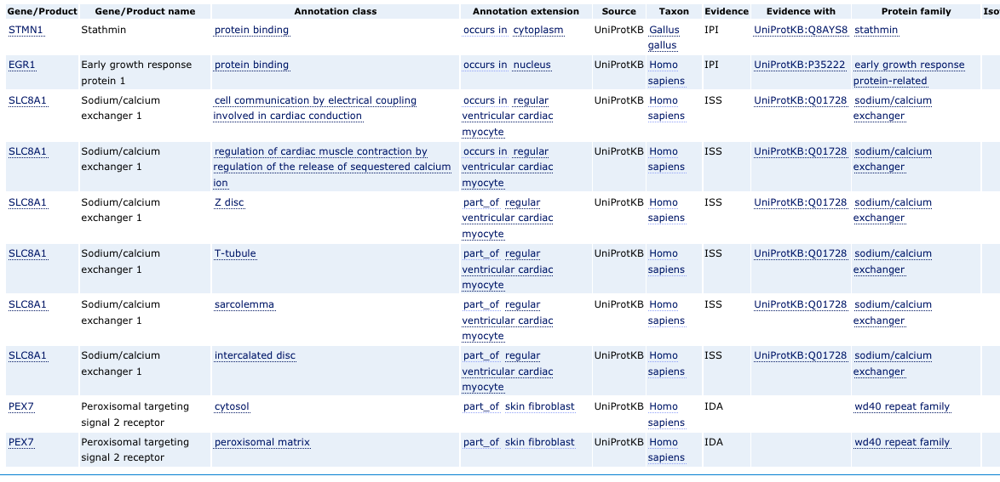 Gene/Product Gene/Product name Annotation class Annotation extension Source Taxon Evidence Evidence with Protein family Iso
STMN1 Stathmin protein binding occurs in cytoplasm UniProtKB Gallus IPI UniProtKB:Q8AYS8 stathmin
gallus
EGR1 Early growth response protein binding occurs in nucleus UniProtKB Homo IPI UniProtKB:P35222 early growth response
protein 1 sapiens protein-related
SLC8A1 Sodium/calcium cell communication by electrical coupling occurs in regular UniProtKB Homo ISS UniProtKB:Q01728 sodium/calcium
exchanger 1 involved in cardiac conduction ventricular cardiac sapiens exchanger
myocyte
SLC8A1 Sodium/calcium regulation of cardiac muscle contraction by occurs in regular UniProtKB Homo ISS UniProtKB:Q01728 sodium/calcium
exchanger 1 regulation of the release of sequestered calcium ventricular cardiac sapiens exchanger
ion myocyte
SLC8A1 Sodium/calcium Z disc part_of regular UniProtKB Homo ISS UniProtKB:Q01728 sodium/calcium
exchanger 1 ventricular cardiac sapiens exchanger
myocyte
SLC8A1 Sodium/calcium T-tubule part_of regular UniProtKB Homo ISS UniProtKB:Q01728 sodium/calcium
exchanger 1 ventricular cardiac sapiens exchanger
myocyte
SLC8A1 Sodium/calcium sarcolemma part_of regular UniProtKB Homo ISS UniProtKB:Q01728 sodium/calcium
exchanger 1 ventricular cardiac sapiens exchanger
myocyte
SLC8A1 Sodium/calcium intercalated disc part_of regular UniProtKB Homo ISS UniProtKB:Q01728 sodium/calcium
exchanger 1 ventricular cardiac sapiens exchanger
myocyte
PEX7 Peroxisomal targeting cytosol part_of skin fibroblast UniProtKB Homo IDA wd40 repeat family
signal 2 receptor sapiens
PEX7 Peroxisomal targeting peroxisomal matrix part_of skin fibroblast UniProtKB Homo IDA wd40 repeat family
signal 2 receptor sapiens